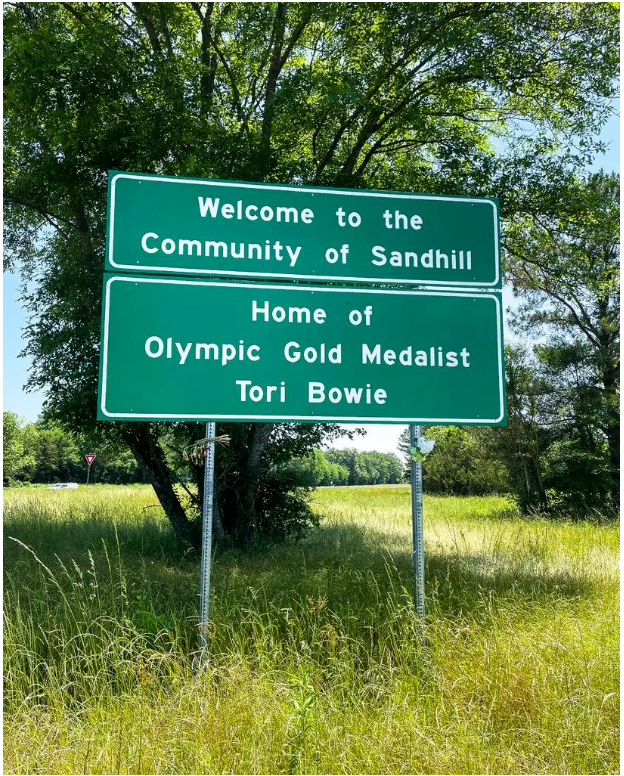 Welcome to the
Community of Sandhill
Home of
Olympic Gold Medalist
Tori Bowie